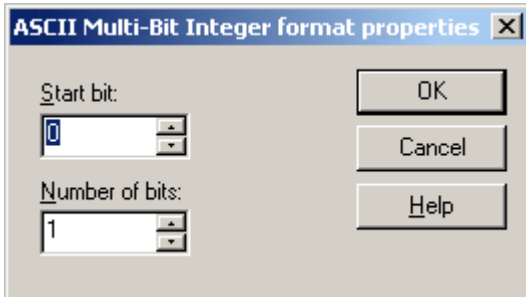 ASCII Multi-Bit Integer format properties
Start bit:
0
OK
Cancel
Number of bits:
1
Help